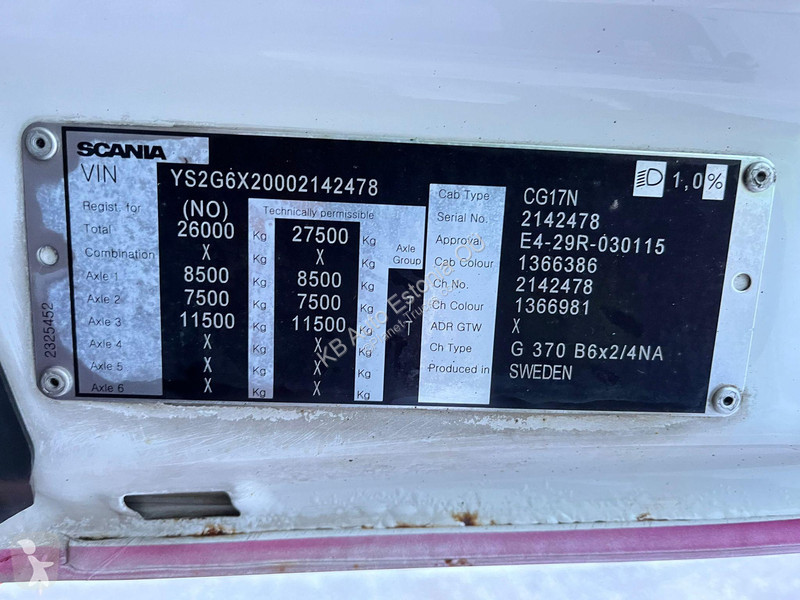 SCANIA
VIN YS2G6X20002142478
Regist. for (NO) Technically permissible
Total 26000 Kg 27500 Kg Axle Group
Combination X
Axle 1 8500 Kg 8500 Kg
Axle 2 7500 Kg 7500 Kg
Axle 3 11500 Kg 11500 Kg T
Axle 4 X Kg X Kg
Axle 5 X Kg X Kg
Axle 6 X Kg X Kg
2325452
1,0%
Cab Type CG17N
Serial No. 2142478
Approval E4-29R-030115
Cab Colour 1366386
Ch No. 2142478
Ch Colour 1366981
ADR GTW X
Ch Type G 370 B6x2/4NA
Produced in SWEDEN
KB Auto Estonia